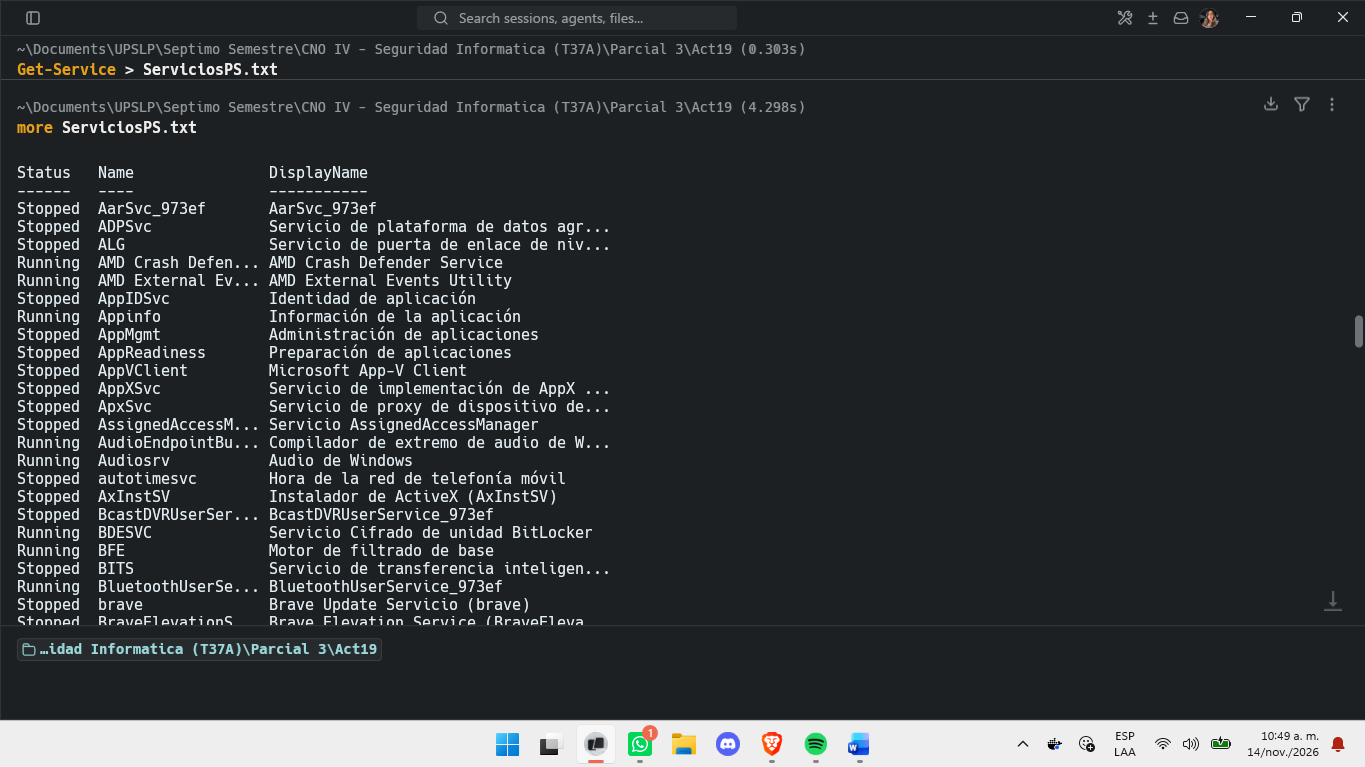 Search sessions, agents, files...
~\Documents\UPSLP\Septimo Semestre\CNO IV - Seguridad Informatica (T37A)\Parcial 3\Act19 (0.303s)
Get-Service > ServiciosPS.txt
~\Documents\UPSLP\Septimo Semestre\CNO IV - Seguridad Informatica (T37A)\Parcial 3\Act19 (4.298s)
more ServiciosPS.txt
Status Name DisplayName
------ ---- -----------
Stopped AarSvc_973ef AarSvc_973ef
Stopped ADPSvc Servicio de plataforma de datos agr...
Stopped ALG Servicio de puerta de enlace de niv...
Running AMD Crash Defen... AMD Crash Defender Service
Running AMD External Ev... AMD External Events Utility
Stopped AppIDSvc Identidad de aplicación
Running Appinfo Información de la aplicación
Stopped AppMgmt Administración de aplicaciones
Stopped AppReadiness Preparación de aplicaciones
Stopped AppVClient Microsoft App-V Client
Stopped AppXSvc Servicio de implementación de AppX ...
Stopped ApxSvc Servicio de proxy de dispositivo de...
Stopped AssignedAccessM... Servicio AssignedAccessManager
Running AudioEndpointBu... Compilador de extremo de audio de W...
Running Audiosrv Audio de Windows
Stopped autotimesvc Hora de la red de telefonía móvil
Stopped AxInstSV Instalador de ActiveX (AxInstSV)
Stopped BcastDVRUserSer... BcastDVRUserService_973ef
Running BDESVC Servicio Cifrado de unidad BitLocker
Running BFE Motor de filtrado de base
Stopped BITS Servicio de transferencia inteligen...
Running BluetoothUserSe... BluetoothUserService_973ef
Stopped brave Brave Update Servicio (brave)
Stopped BraveElevationS... Brave Elevation Service (BraveEleva...
…idad Informatica (T37A)\Parcial 3\Act19
1
W
ESP
LAA
10:49 a. m.
14/nov./2026